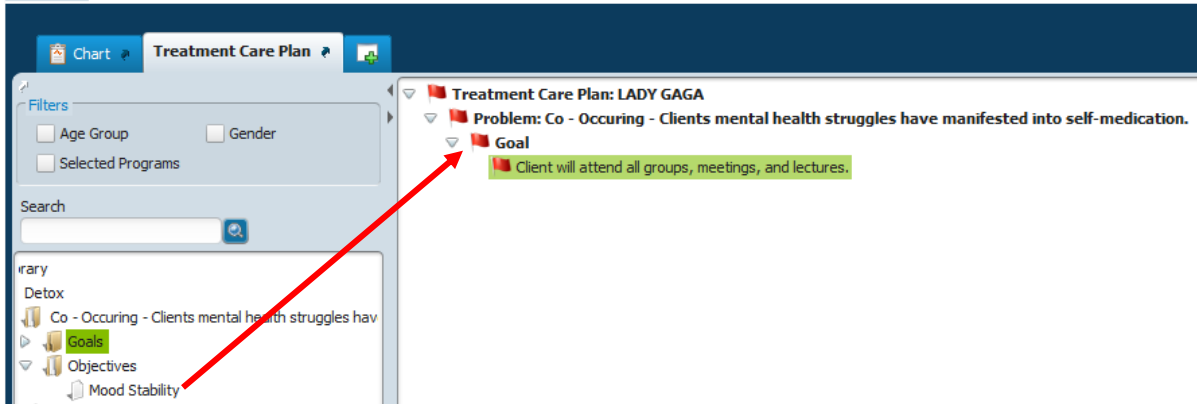 Chart
Treatment Care Plan
Filters
Age Group
Gender
Selected Programs
Search
rary
Detox
Co - Occuring - Clients mental health struggles hav
Goals
Objectives
Mood Stability
Treatment Care Plan: LADY GAGA
Problem: Co - Occuring - Clients mental health struggles have manifested into self-medication.
Goal
Client will attend all groups, meetings, and lectures.